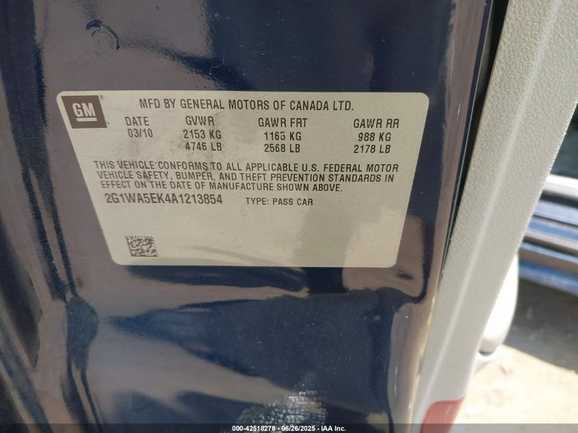 GM
MFD BY GENERAL MOTORS OF CANADA LTD.
DATE GVWR GAWR FRT GAWR RR
03/10 2153 KG 1165 KG 988 KG
4746 LB 2568 LB 2178 LB
THIS VEHICLE CONFORMS TO ALL APPLICABLE U.S. FEDERAL MOTOR
VEHICLE SAFETY, BUMPER, AND THEFT PREVENTION STANDARDS IN
EFFECT ON THE DATE OF MANUFACTURE SHOWN ABOVE.
2G1WA5EK4A1213854 TYPE: PASS CAR
000-42518278 - 06/26/2025 - IAA Inc.